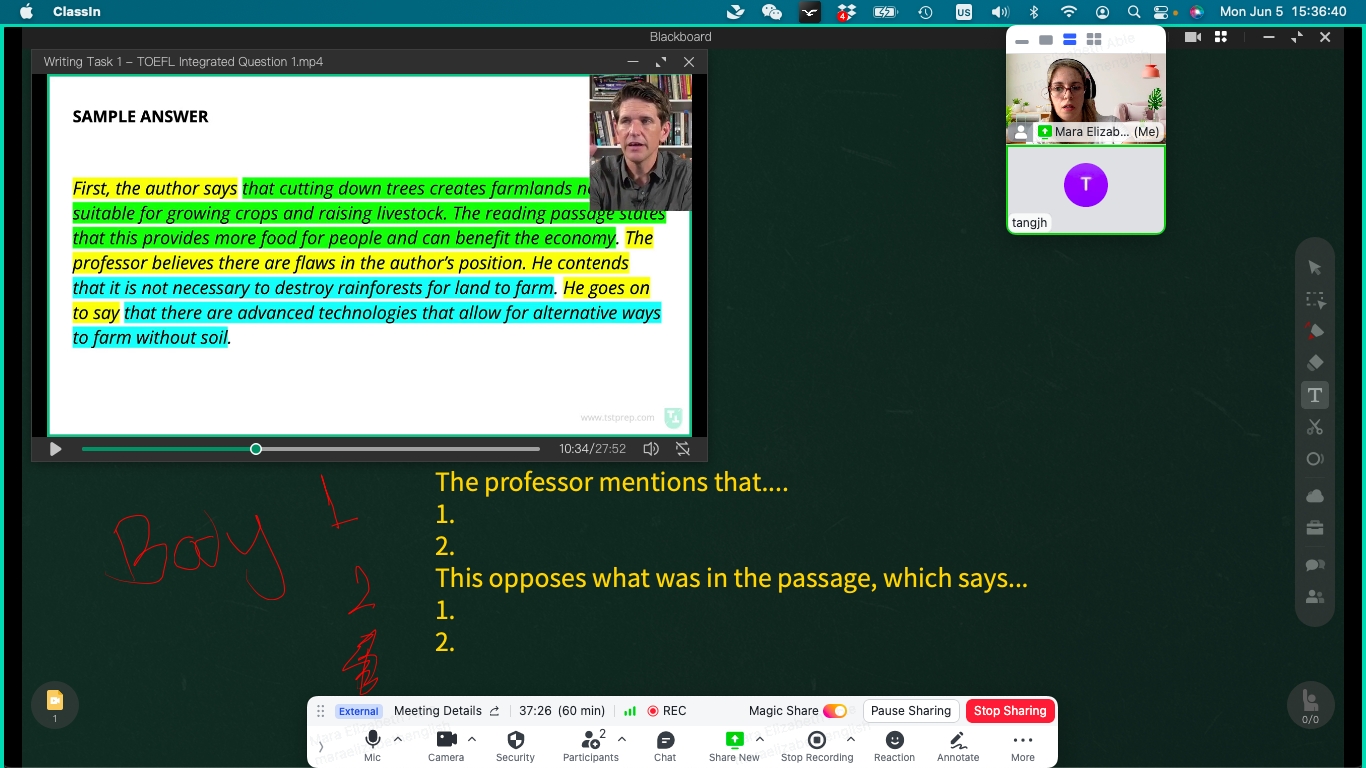 ClassIn
4
US
Mon Jun 5 15:36:40
Blackboard
Writing Task 1 – TOEFL Integrated Question 1.mp4
SAMPLE ANSWER
First, the author says that cutting down trees creates farmlands
suitable for growing crops and raising livestock. The reading passage states
that this provides more food for people and can benefit the economy. The
professor believes there are flaws in the author's position. He contends
that it is not necessary to destroy rainforests for land to farm. He goes on
to say that there are advanced technologies that allow for alternative ways
to farm without soil.
www.tstprep.com
10:34/27:52
Mara Elizab... (Me)
T
tangjh
Body 1
2
The professor mentions that....
1.
2.
This opposes what was in the passage, which says...
1.
2.
1
0/0
External Meeting Details 37:26 (60 min) REC Magic Share Pause Sharing Stop Sharing
2
Mic Camera Security Participants Chat Share New Stop Recording Reaction Annotate More